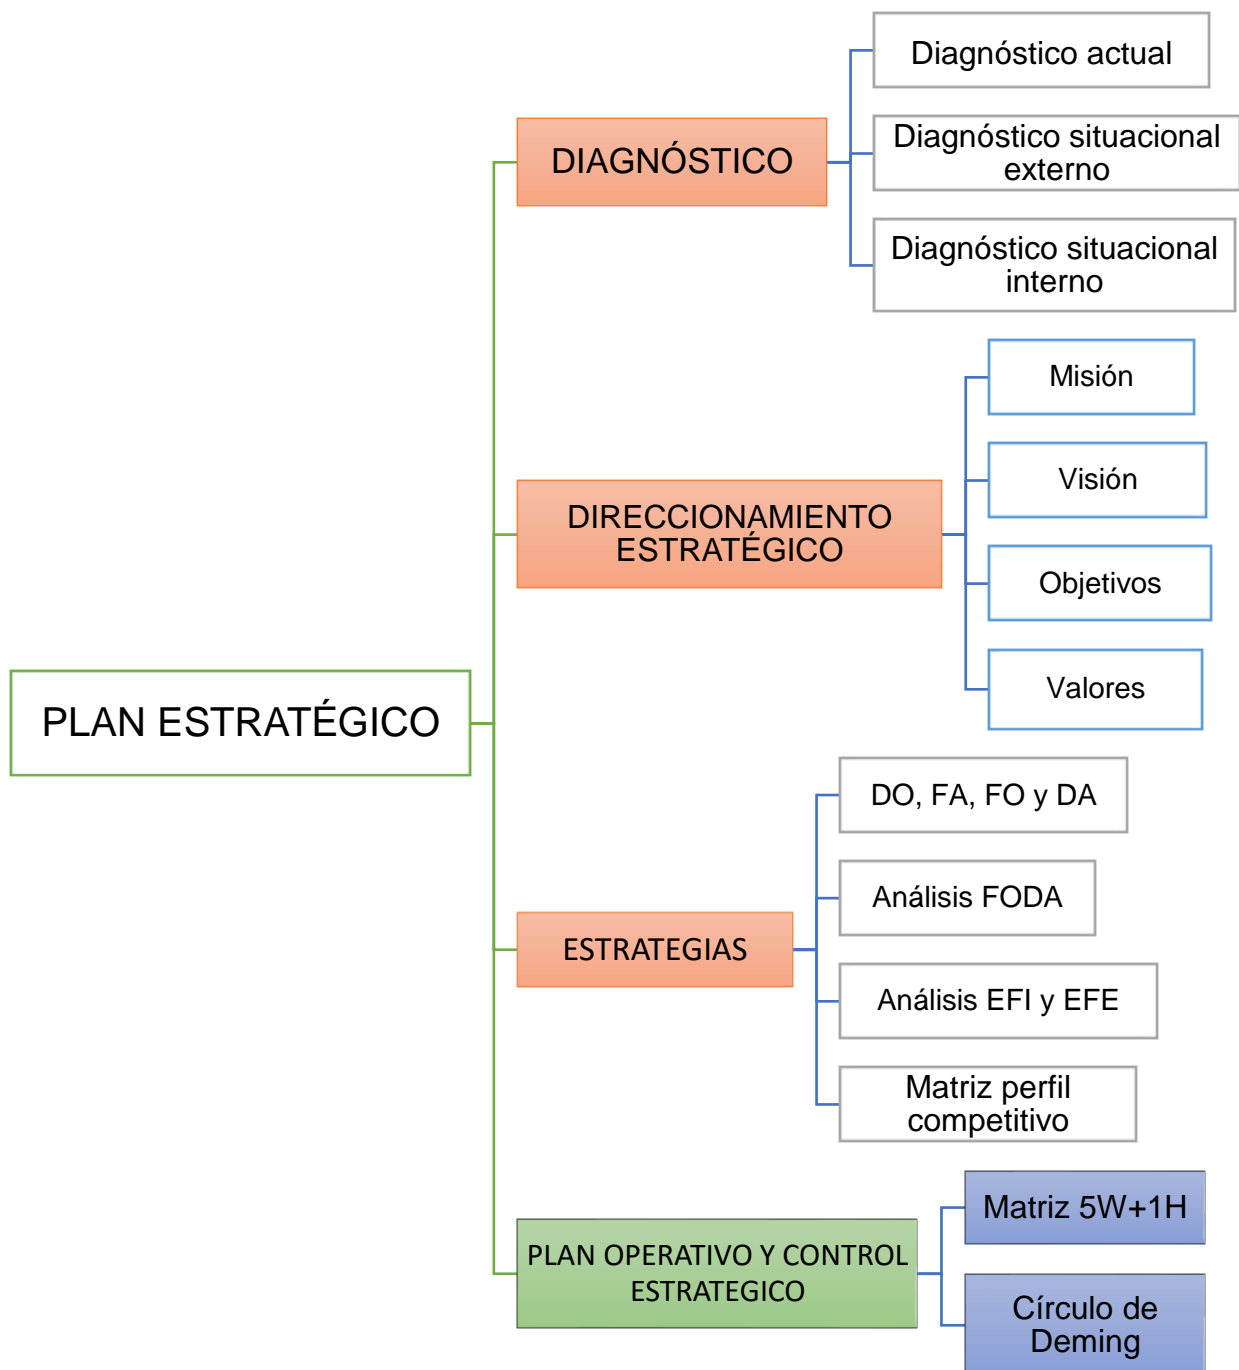 PLAN ESTRATÉGICO
DIAGNÓSTICO
Diagnóstico actual
Diagnóstico situacional
externo
Diagnóstico situacional
interno
DIRECCIONAMIENTO
ESTRATÉGICO
Misión
Visión
Objetivos
Valores
ESTRATEGIAS
DO, FA, FO y DA
Análisis FODA
Análisis EFI y EFE
Matriz perfil
competitivo
PLAN OPERATIVO Y CONTROL
ESTRATEGICO
Matriz 5W+1H
Círculo de
Deming